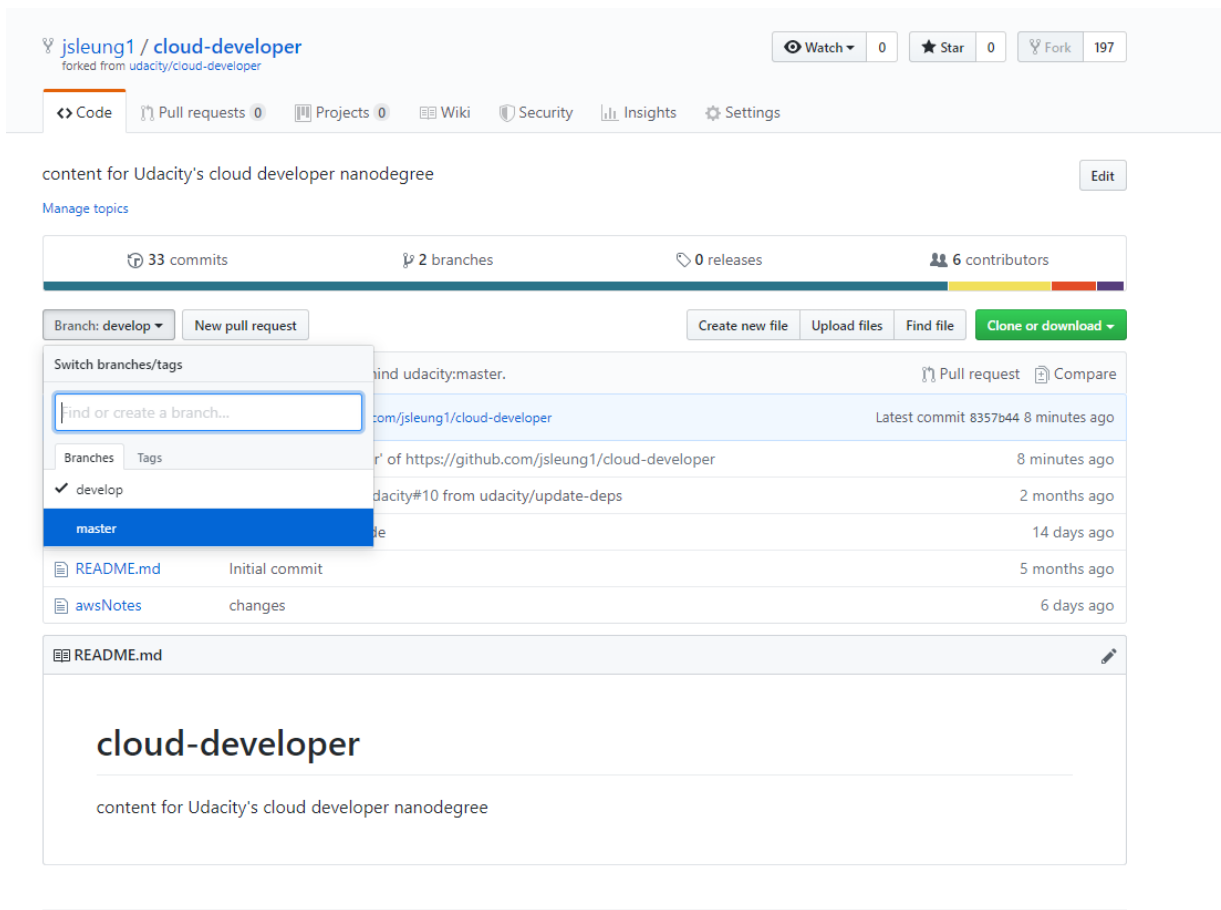 jsleung1 / cloud-developer
forked from udacity/cloud-developer
Watch 0 Star 0 Fork 197
Code Pull requests 0 Projects 0 Wiki Security Insights Settings
content for Udacity's cloud developer nanodegree Edit
Manage topics
33 commits 2 branches 0 releases 6 contributors
Branch: develop New pull request Create new file Upload files Find file Clone or download
Switch branches/tags
udacity:master. Pull request Compare
Find or create a branch...
com/jsleung1/cloud-developer Latest commit 8357b44 8 minutes ago
Branches Tags
of https://github.com/jsleung1/cloud-developer 8 minutes ago
develop
#10 from udacity/update-deps 2 months ago
master
14 days ago
README.md Initial commit 5 months ago
awsNotes changes 6 days ago
README.md
cloud-developer
content for Udacity's cloud developer nanodegree